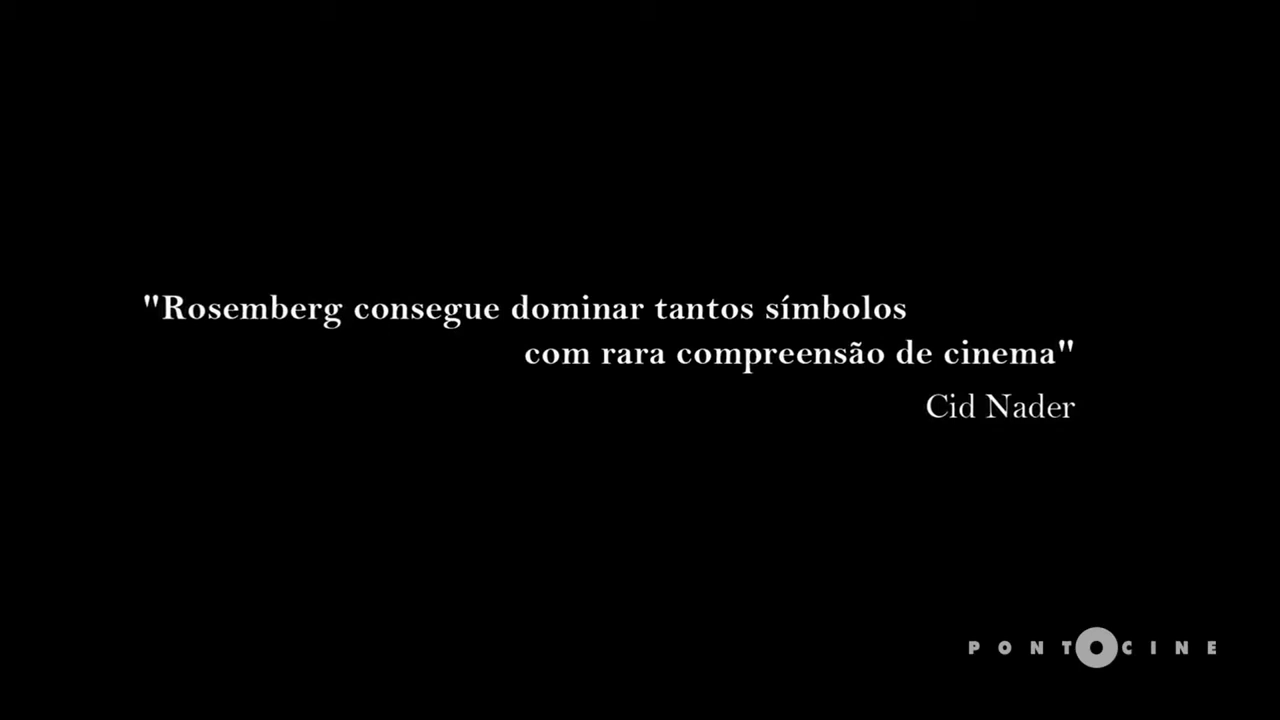 "Rosemberg consegue dominar tantos símbolos
com rara compreensão de cinema"
Cid Nader
PONTOCINE